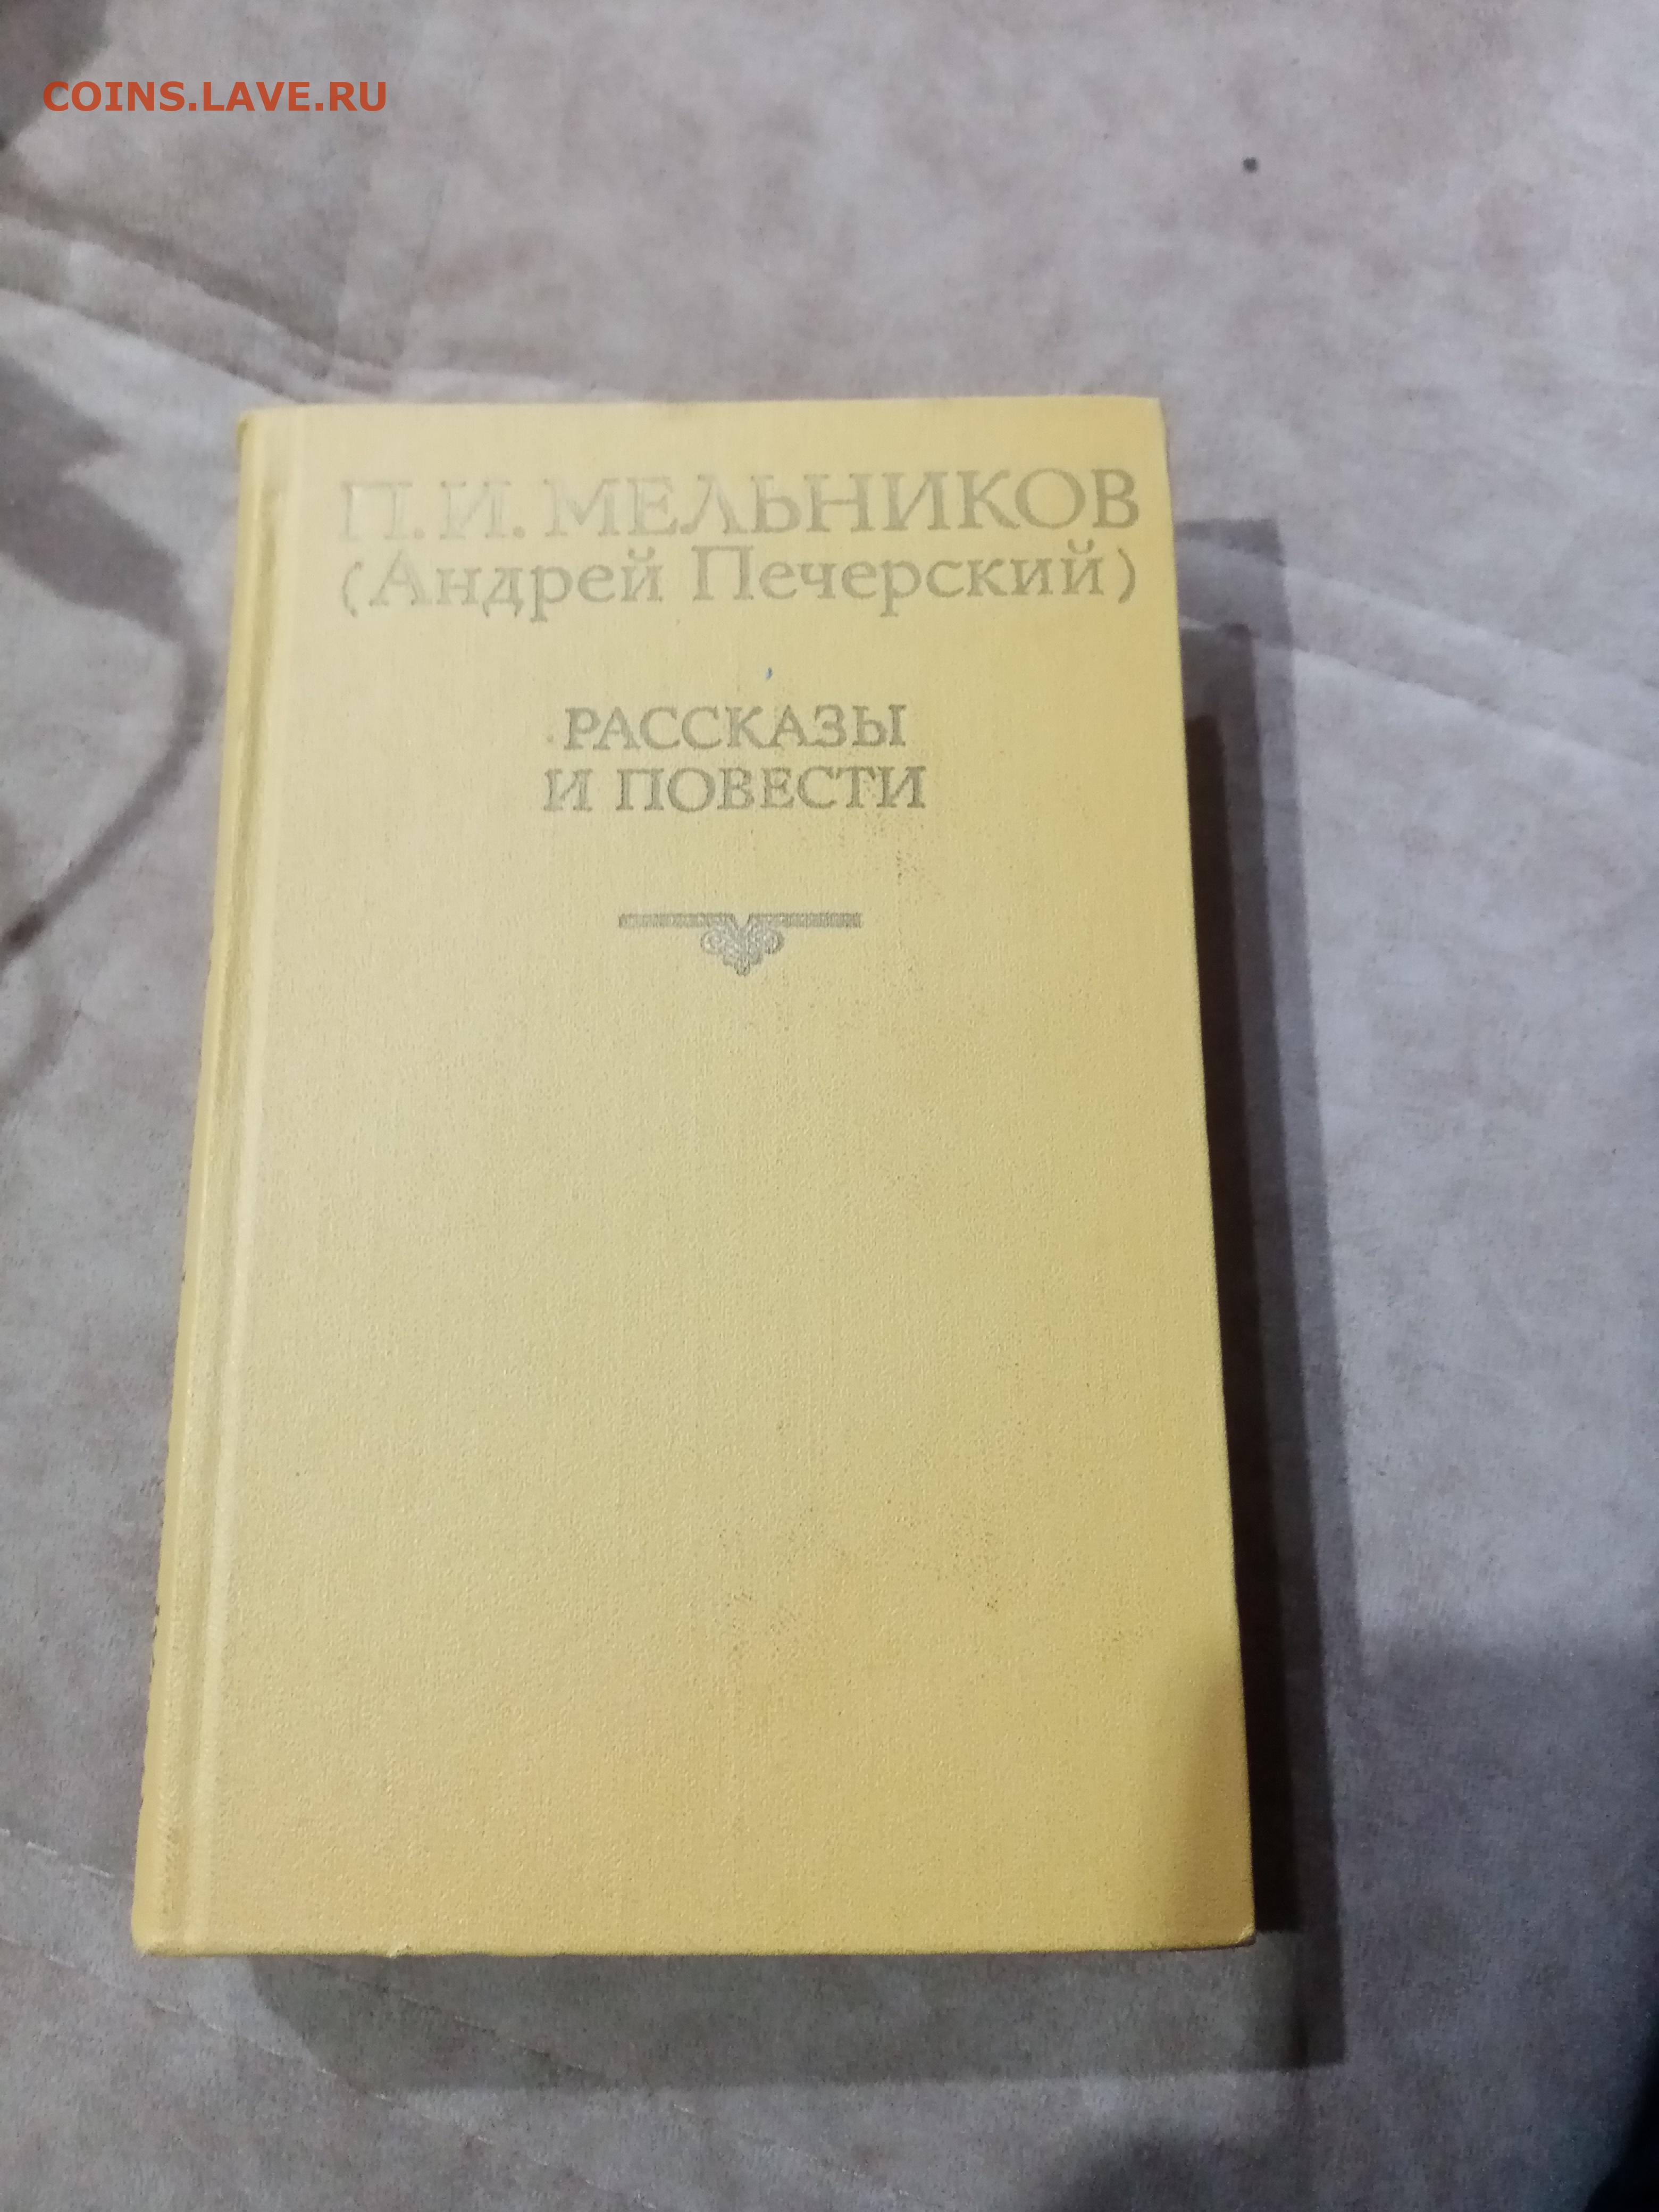 COINS.LAVE.RU
П.И.МЕЛЬНИКОВ
(Андрей Печерский)
РАССКАЗЫ
И ПОВЕСТИ